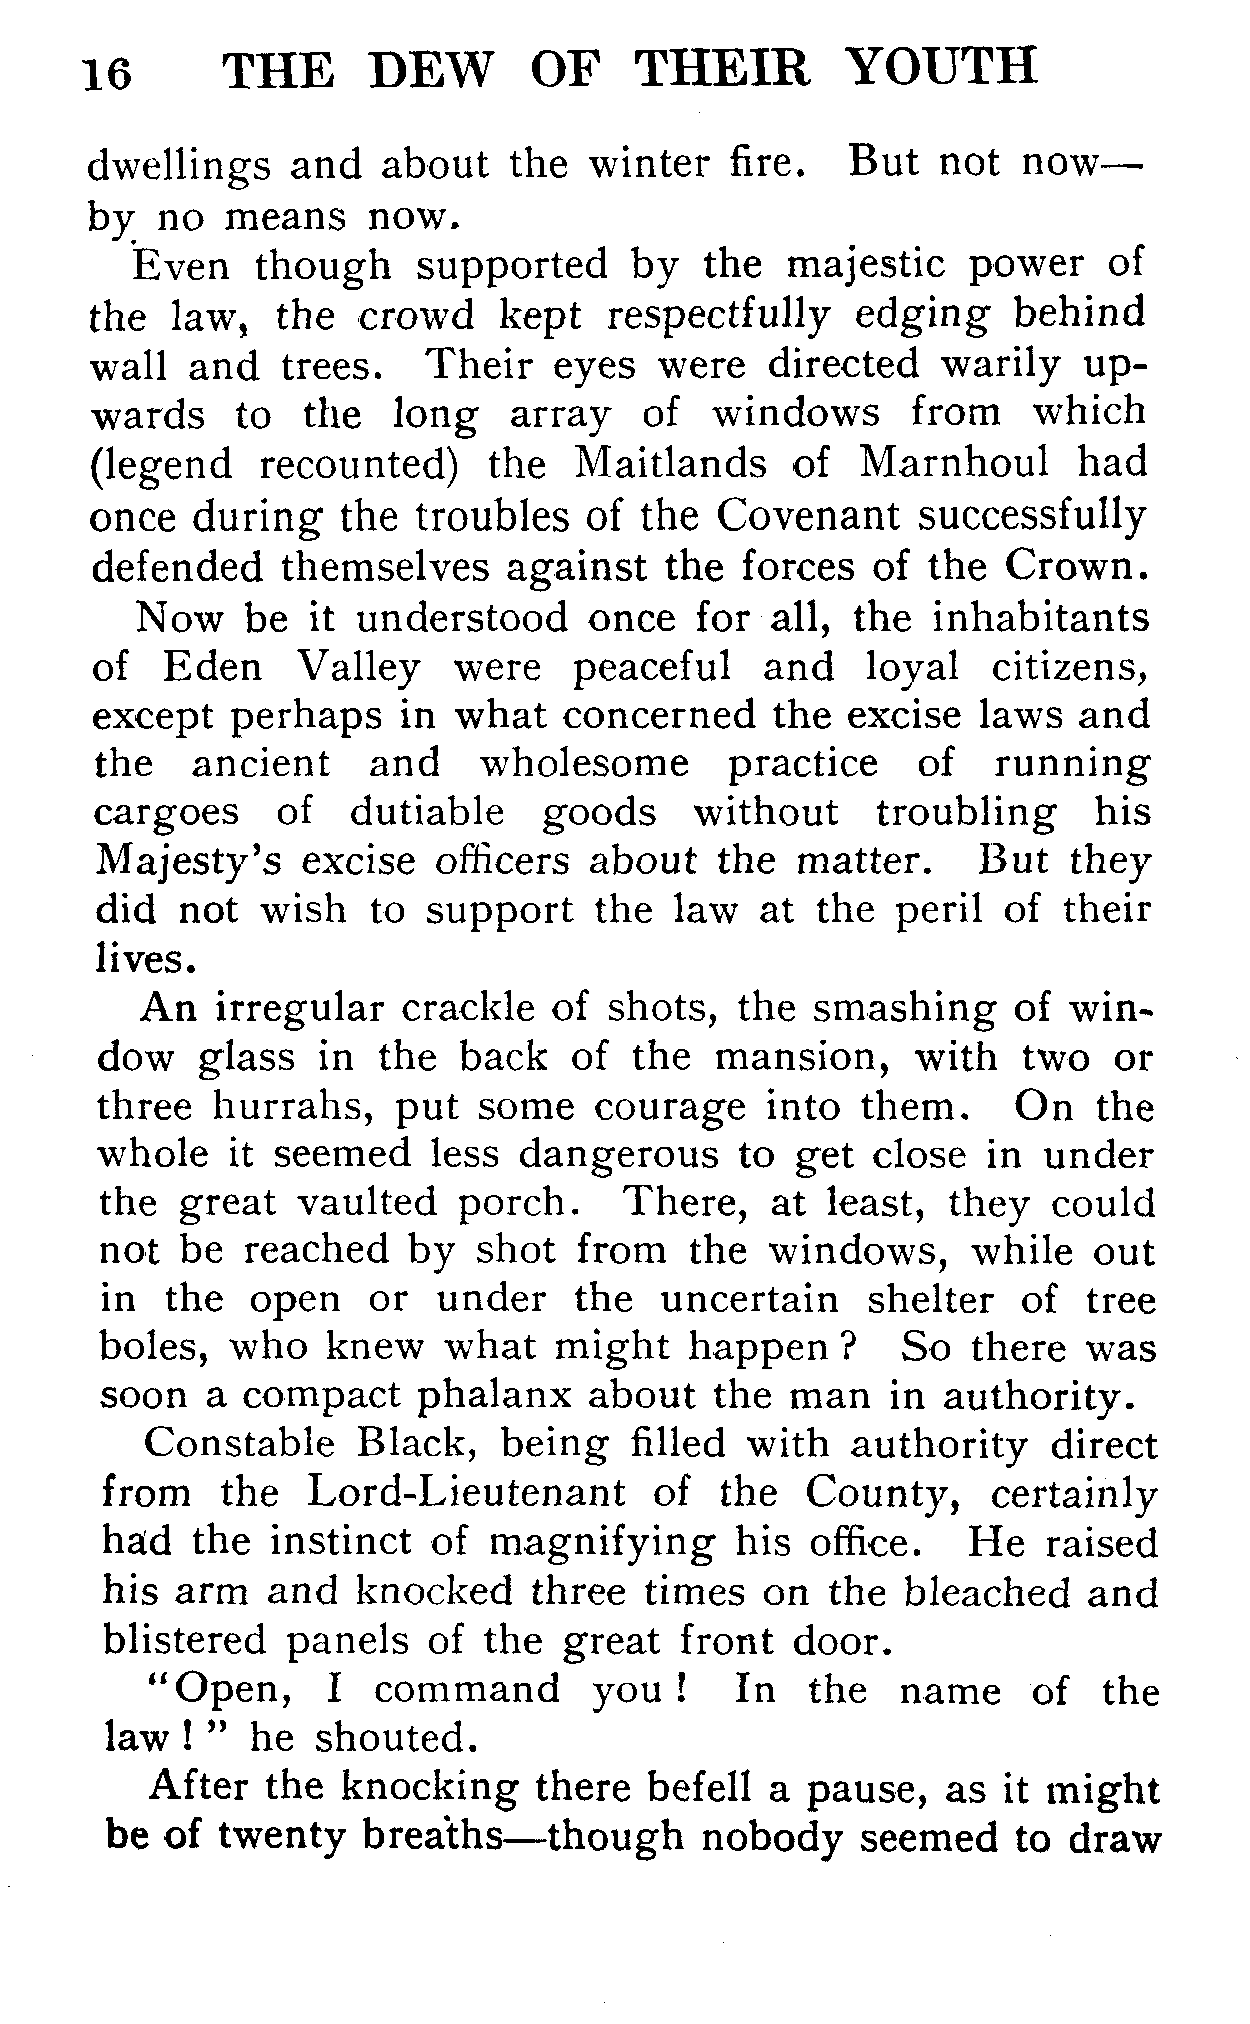 16 THE DEW OF THEIR YOUTH
dwellings and about the winter fire. But not now—
by no means now.
Even though supported by the majestic power of
the law, the crowd kept respectfully edging behind
wall and trees. Their eyes were directed warily up-
wards to the long array of windows from which
(legend recounted) the Maitlands of Marnhoul had
once during the troubles of the Covenant successfully
defended themselves against the forces of the Crown.
Now be it understood once for all, the inhabitants
of Eden Valley were peaceful and loyal citizens,
except perhaps in what concerned the excise laws and
the ancient and wholesome practice of running
cargoes of dutiable goods without troubling his
Majesty's excise officers about the matter. But they
did not wish to support the law at the peril of their
lives.
An irregular crackle of shots, the smashing of win-
dow glass in the back of the mansion, with two or
three hurrahs, put some courage into them. On the
whole it seemed less dangerous to get close in under
the great vaulted porch. There, at least, they could
not be reached by shot from the windows, while out
in the open or under the uncertain shelter of tree
boles, who knew what might happen ? So there was
soon a compact phalanx about the man in authority.
Constable Black, being filled with authority direct
from the Lord-Lieutenant of the County, certainly
had the instinct of magnifying his office. He raised
his arm and knocked three times on the bleached and
blistered panels of the great front door.
"Open, I command you ! In the name of the
law ! " he shouted.
After the knocking there befell a pause, as it might
be of twenty breaths—though nobody seemed to draw